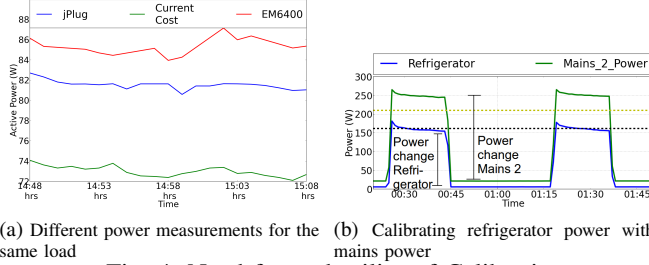 jPlug
Current
Cost
EM6400
Active Power (W)
88
86
84
82
80
78
76
74
72
14:48
hrs
14:53
hrs
14:58
hrs
15:03
hrs
15:08
hrs
Time
(a) Different power measurements for the
same load
Refrigerator
Mains_2_Power
Power (W)
300
250
200
150
100
50
0
Power
change
Refri-
gerator
Power
change
Mains 2
00:30
00:45
01:00
01:15
01:30
01:45
Time
(b) Calibrating refrigerator power with
mains power